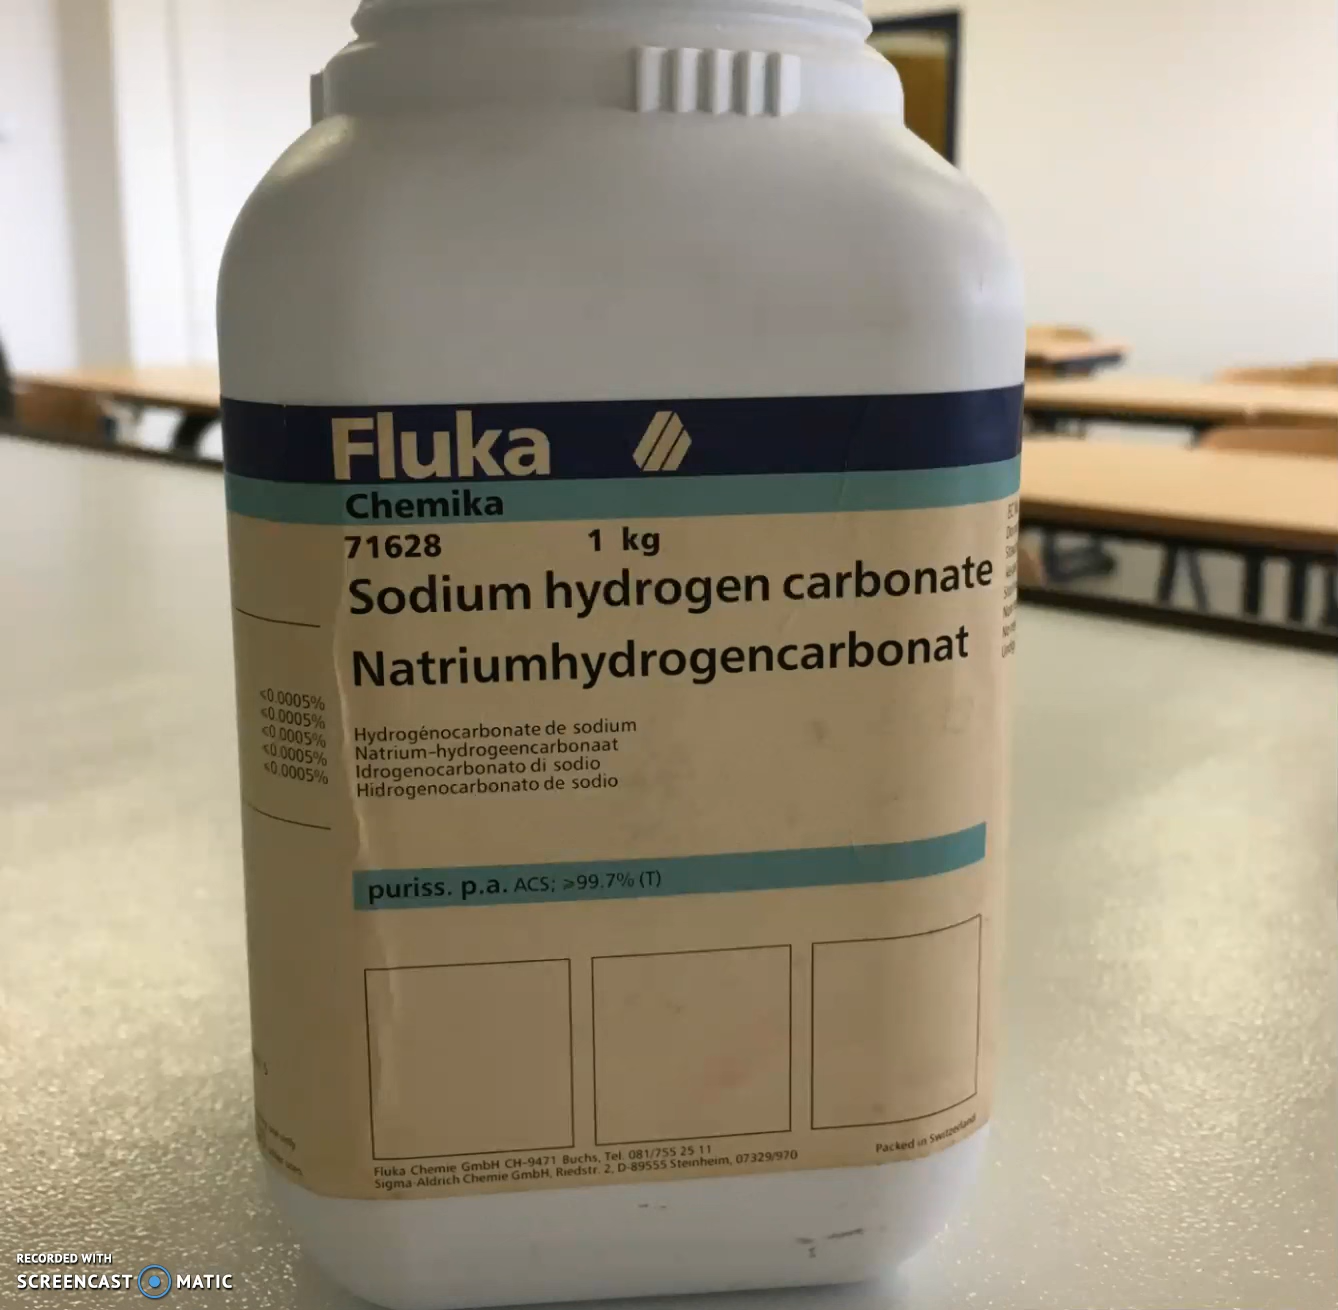 Fluka
Chemika
71628 1 kg
Sodium hydrogen carbonate
Natriumhydrogencarbonat
<0.0005%
<0.0005%
<0.0005%
<0.0005%
<0.0005%
Hydrogénocarbonate de sodium
Natrium-hydrogeencarbonaat
Idrogenocarbonato di sodio
Hidrogenocarbonato de sodio
puriss. p.a. ACS; ≥99.7% (T)
Fluka Chemie GmbH CH-9471 Buchs, Tel. 081/755 25 11
Sigma-Aldrich Chemie GmbH, Riedstr. 2, D-89555 Steinheim, 07329/970
Packed in Switzerland
RECORDED WITH
SCREENCAST MATIC